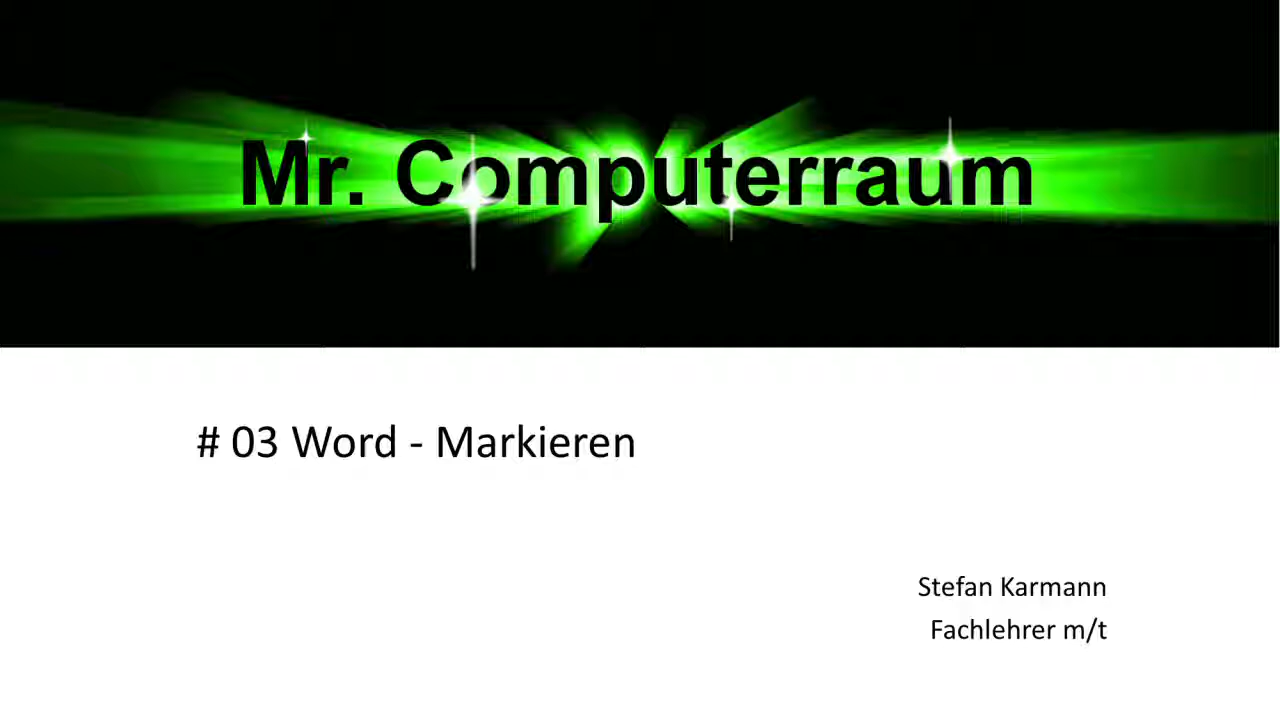 Mr. Computerraum
# 03 Word - Markieren
Stefan Karmann
Fachlehrer m/t